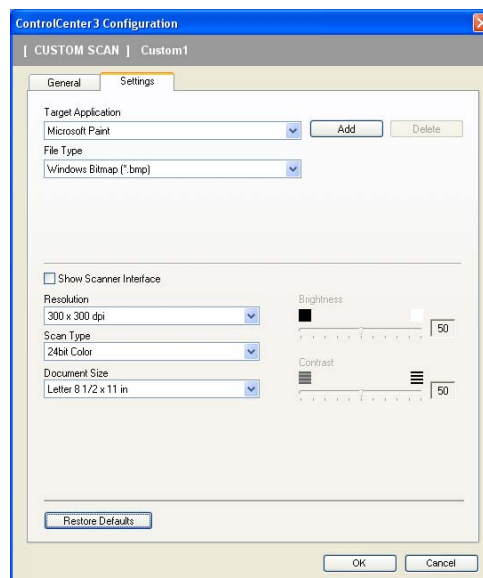 ControlCenter3 Configuration
[ CUSTOM SCAN ] Custom1
General Settings
Target Application
Microsoft Paint Add Delete
File Type
Windows Bitmap (*.bmp)
Show Scanner Interface
Resolution Brightness
300 x 300 dpi
50
Scan Type
24bit Color
Contrast
Document Size
Letter 8 1/2 x 11 in 50
Restore Defaults
OK Cancel